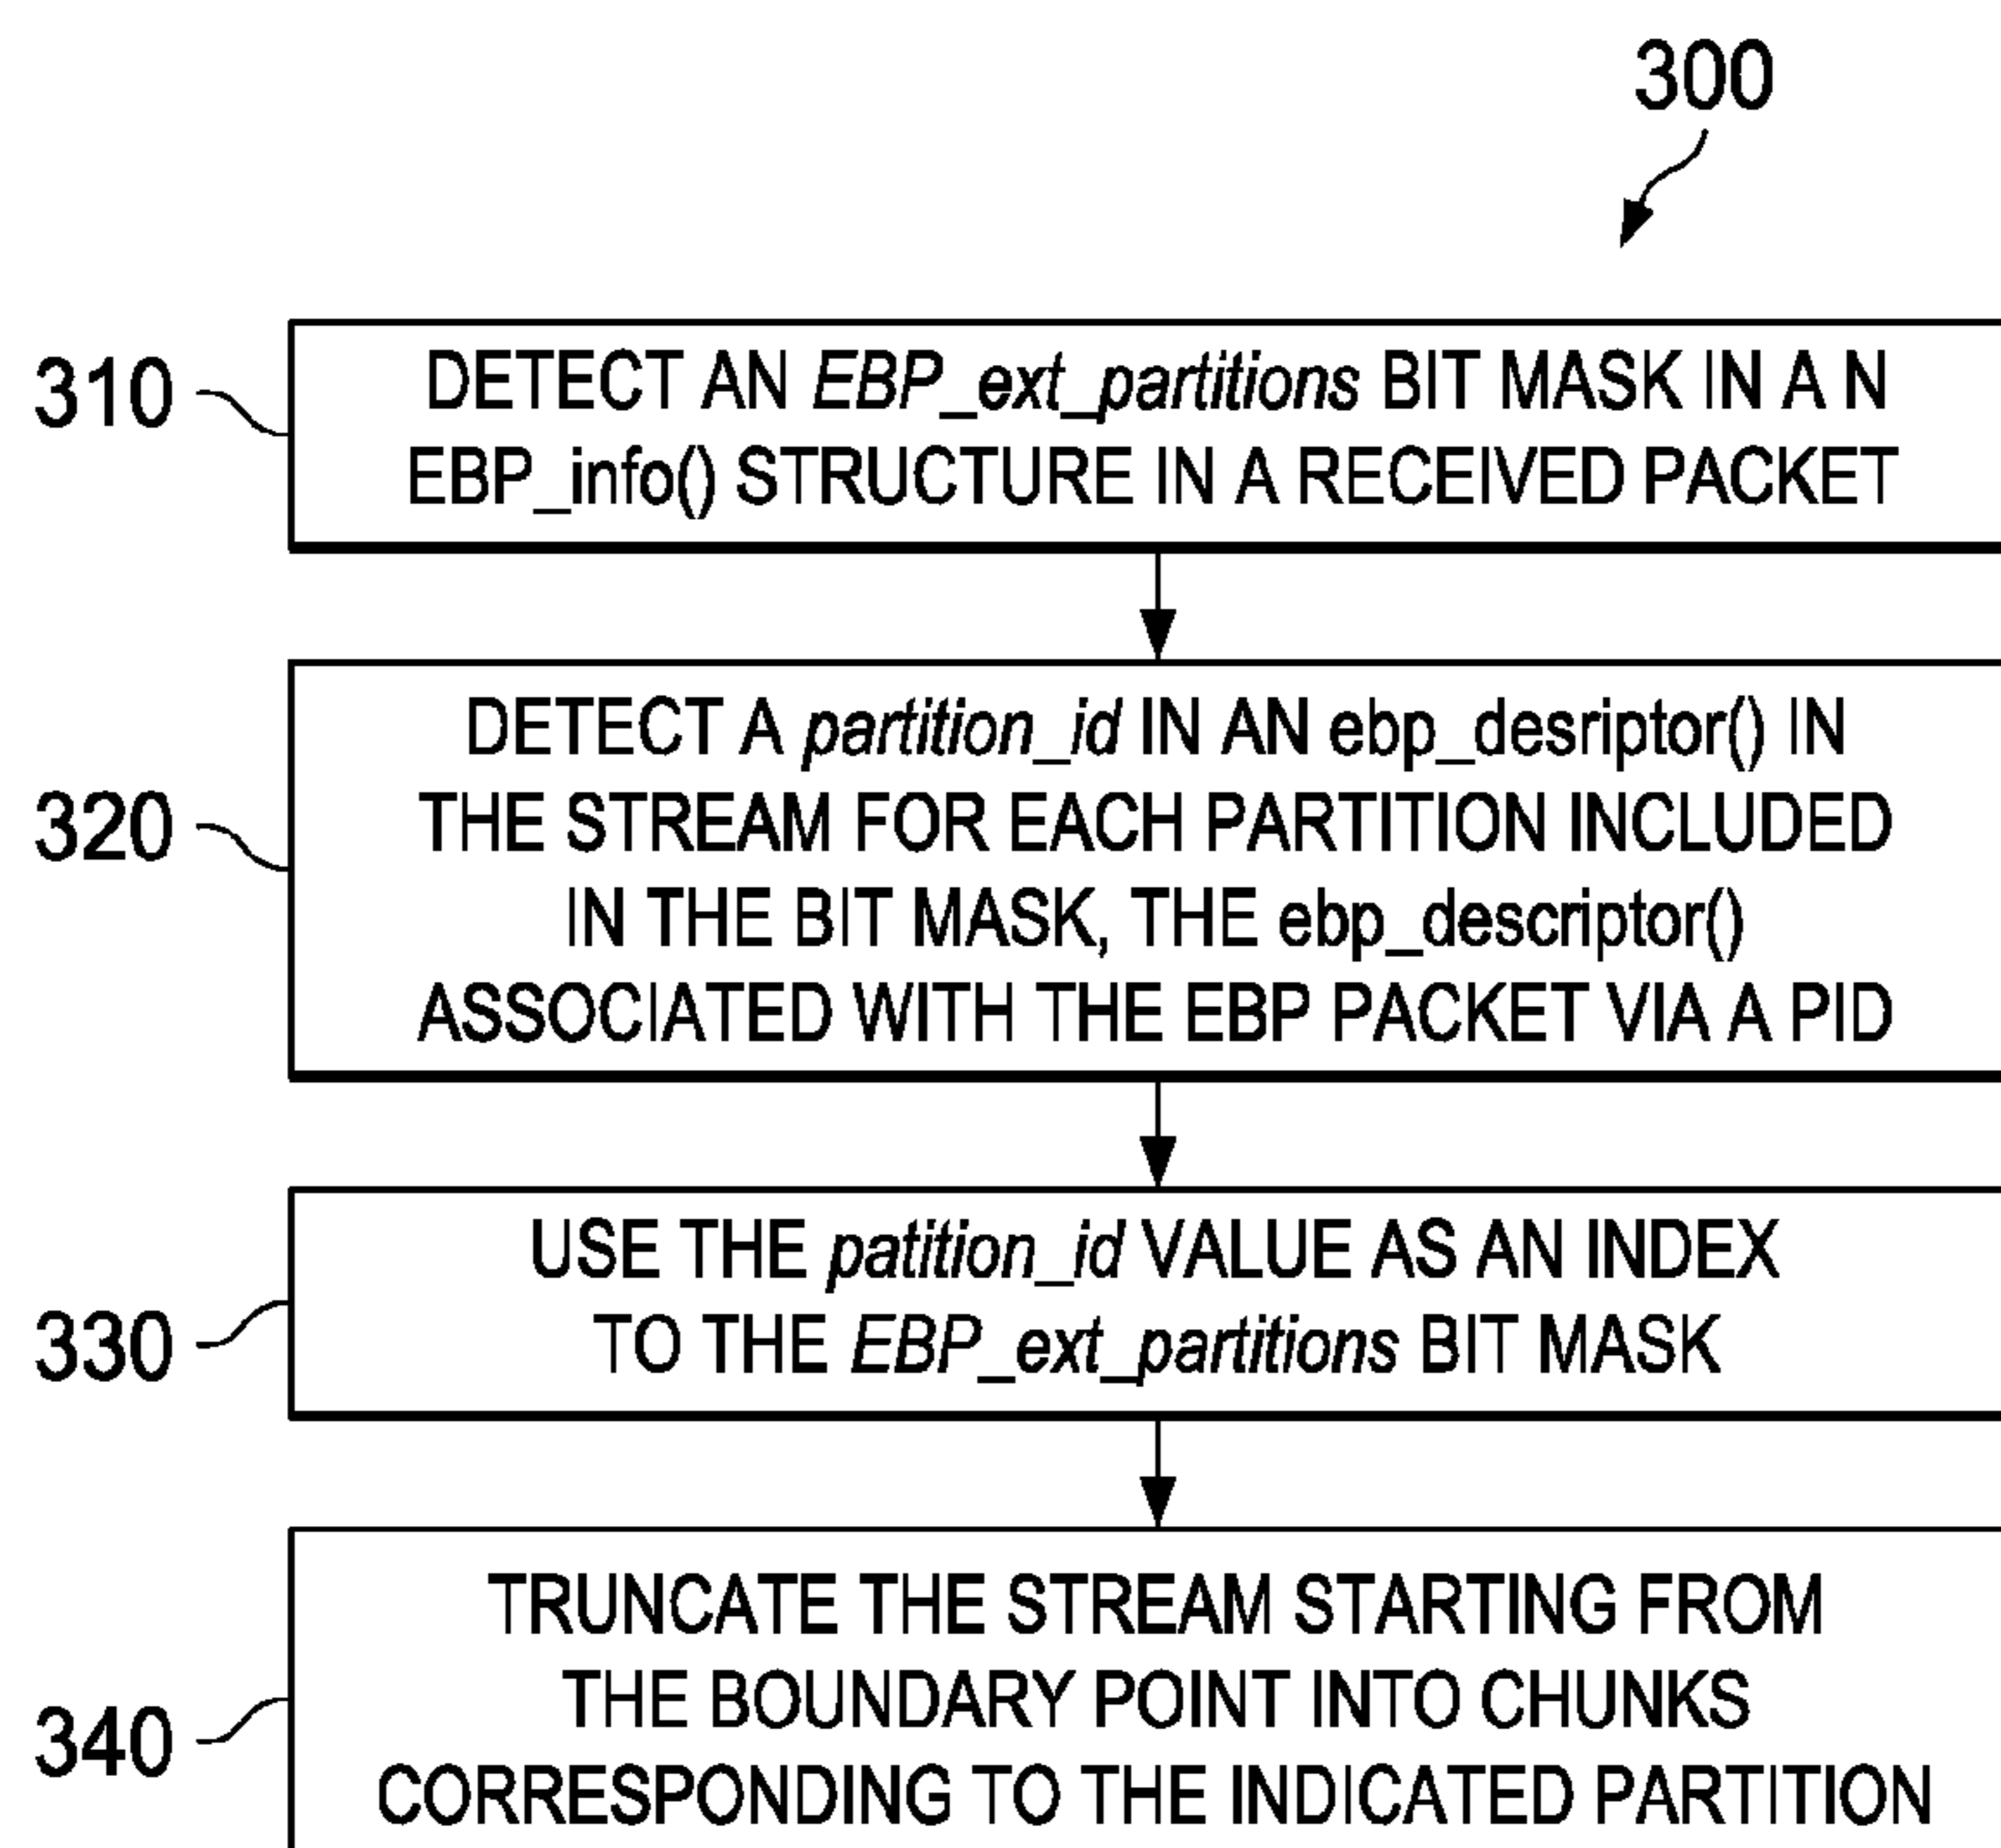 300
310
DETECT AN EBP_ext_partitions BIT MASK IN A N
EBP_info() STRUCTURE IN A RECEIVED PACKET
320
DETECT A partition_id IN AN ebp_desriptor() IN
THE STREAM FOR EACH PARTITION INCLUDED
IN THE BIT MASK, THE ebp_descriptor()
ASSOCIATED WITH THE EBP PACKET VIA A PID
330
USE THE patition_id VALUE AS AN INDEX
TO THE EBP_ext_partitions BIT MASK
340
TRUNCATE THE STREAM STARTING FROM
THE BOUNDARY POINT INTO CHUNKS
CORRESPONDING TO THE INDICATED PARTITION